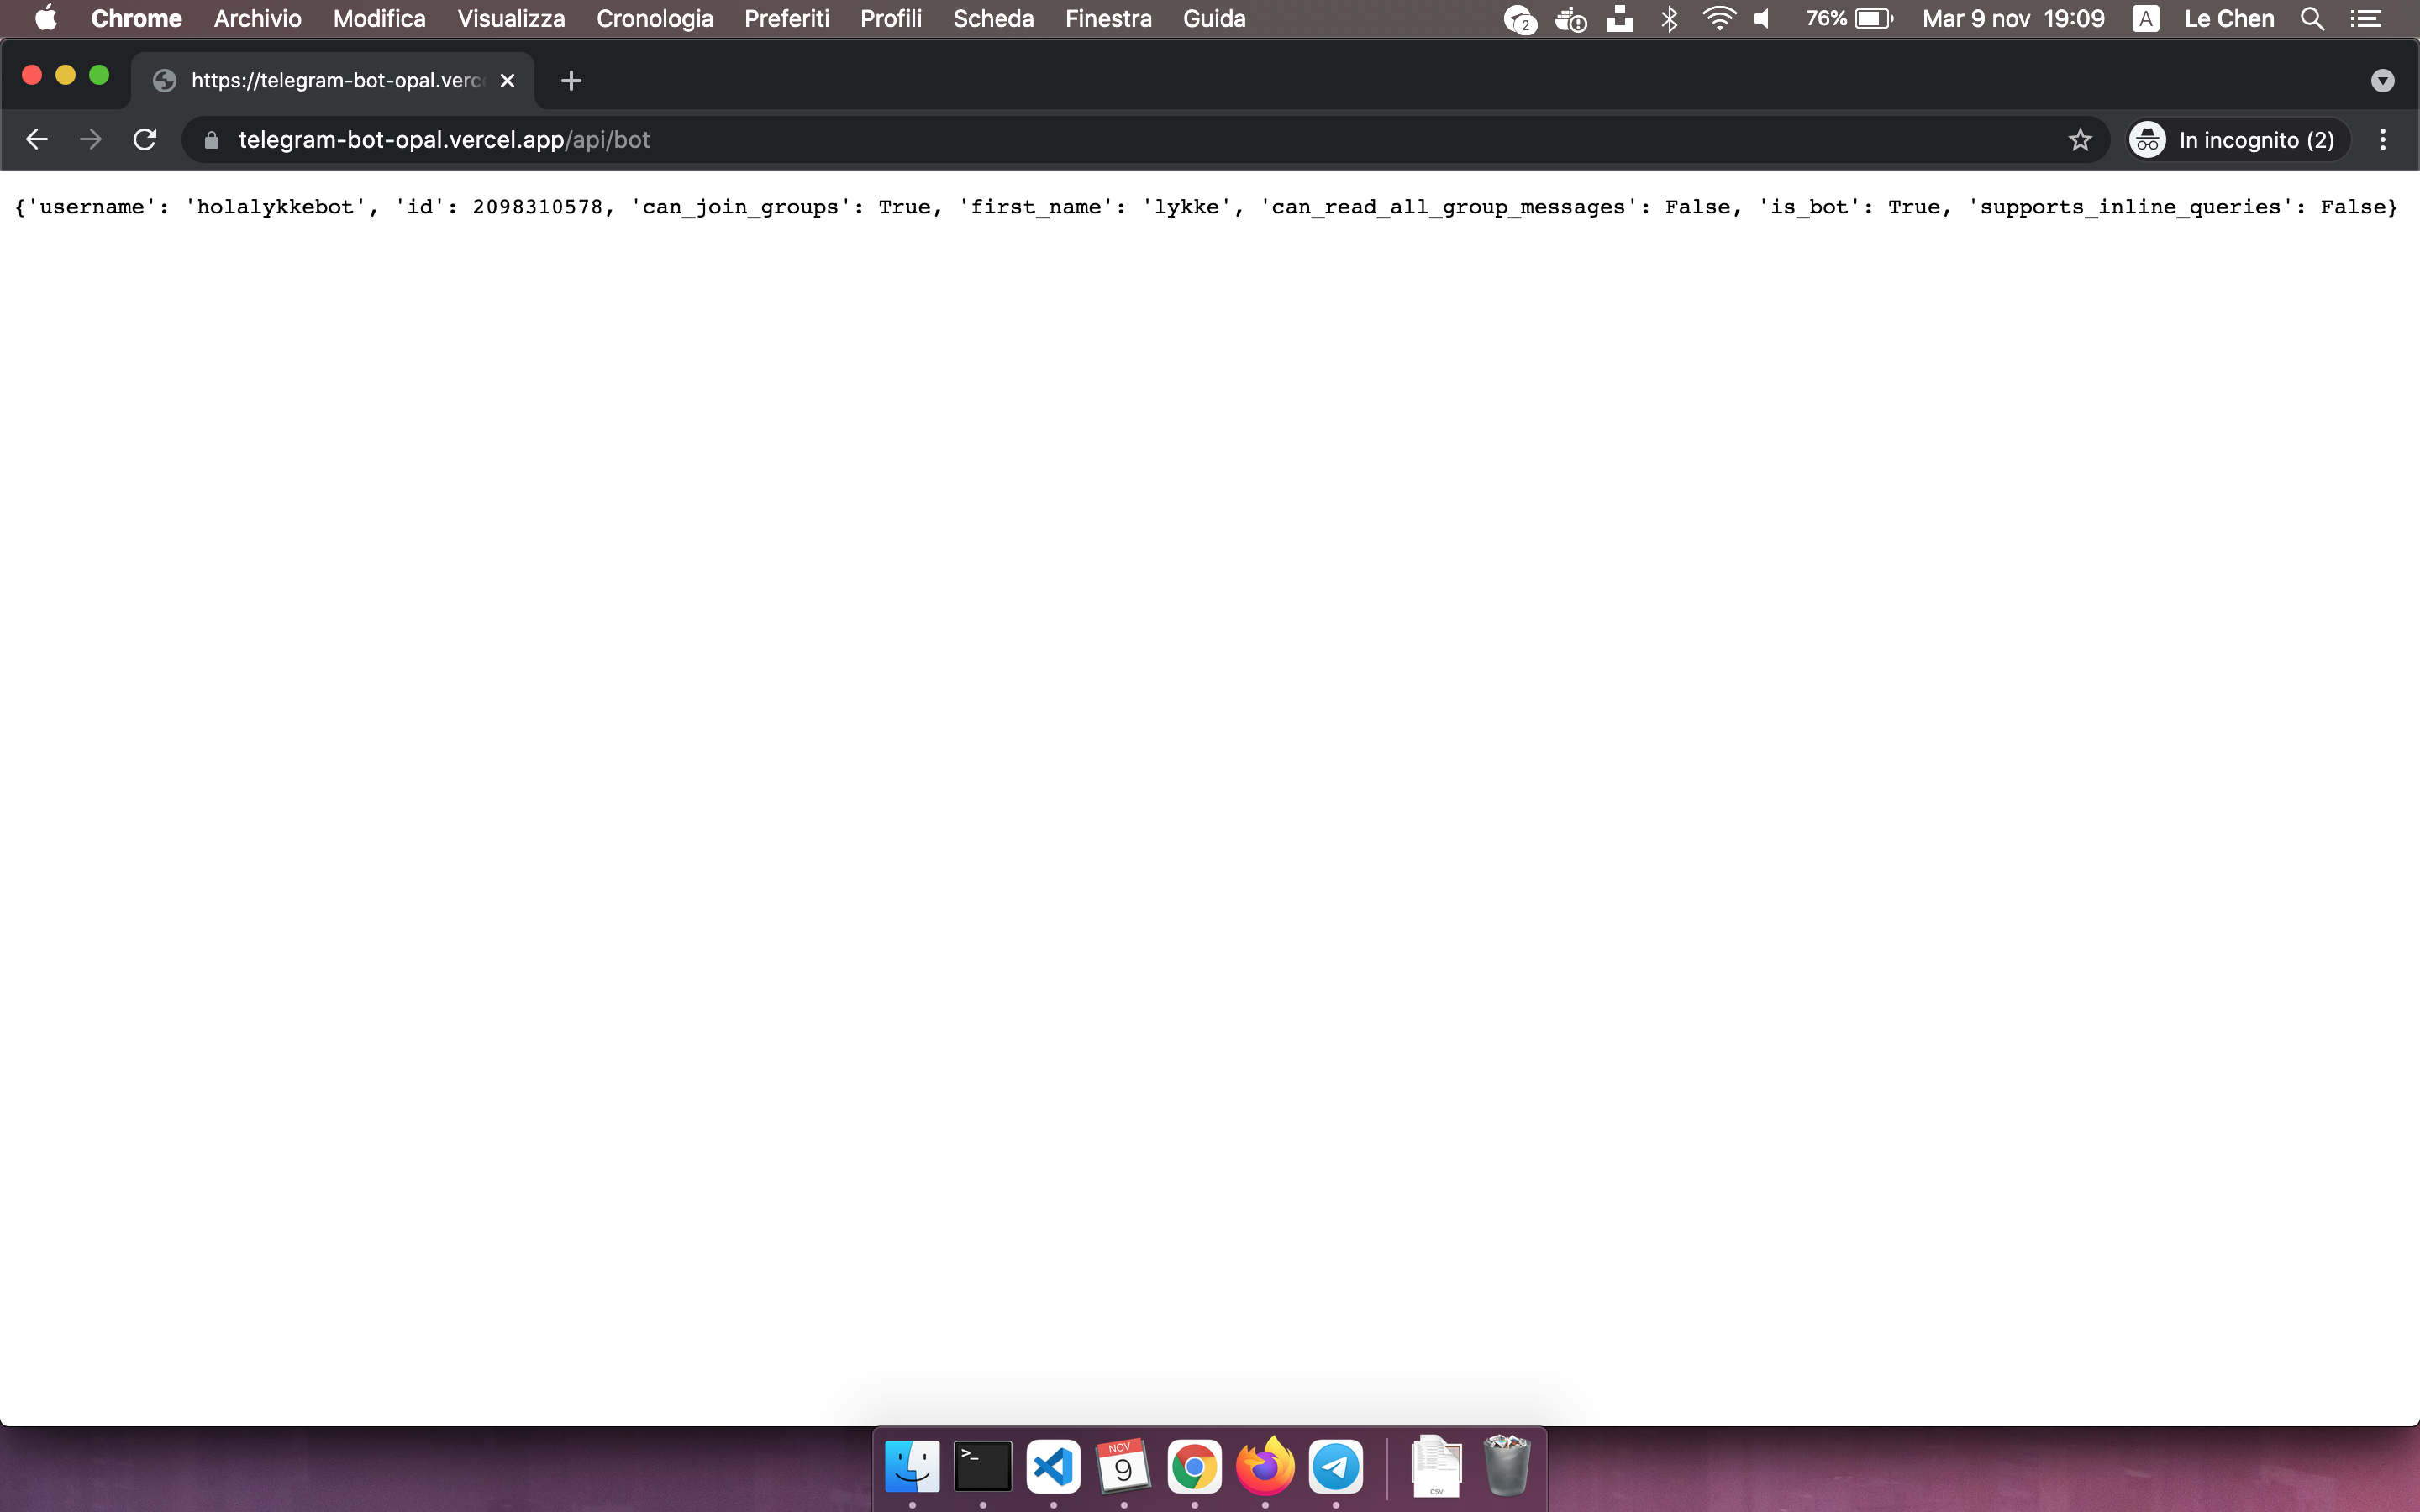 Chrome Archivio Modifica Visualizza Cronologia Preferiti Profili Scheda Finestra Guida 2 76% Mar 9 nov 19:09 A Le Chen
https://telegram-bot-opal.verc
telegram-bot-opal.vercel.app/api/bot In incognito (2)
{'username': 'holalykkebot', 'id': 2098310578, 'can_join_groups': True, 'first_name': 'lykke', 'can_read_all_group_messages': False, 'is_bot': True, 'supports_inline_queries': False}
>_ NOV 9 CSV